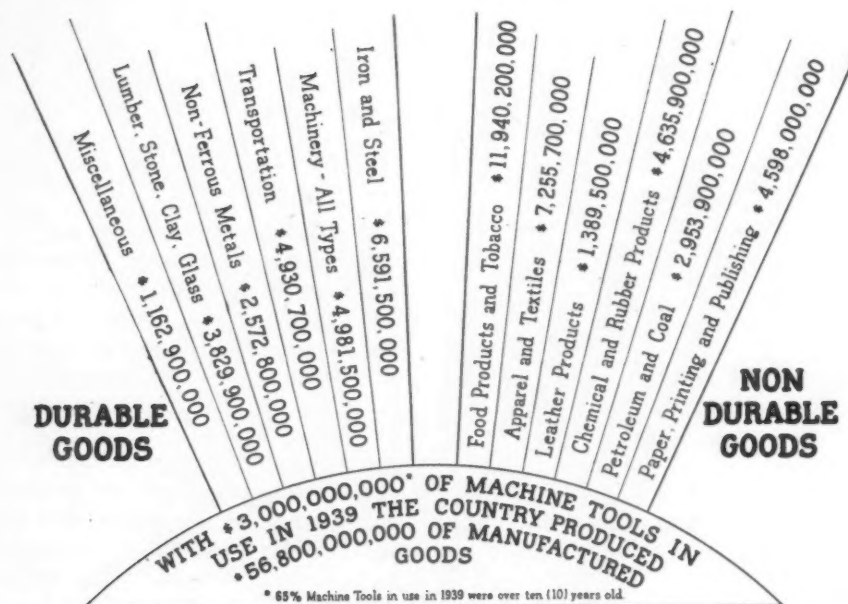 Miscellaneous $1,162,900,000
Lumber, Stone, Clay, Glass $3,829,900,000
Non-Ferrous Metals $2,572,800,000
Transportation $4,930,700,000
Machinery - All Types $4,981,500,000
Iron and Steel $6,591,500,000
Food Products and Tobacco $11,940,200,000
Apparel and Textiles $7,255,700,000
Leather Products $1,389,500,000
Chemical and Rubber Products $4,635,900,000
Petroleum and Coal $2,953,900,000
Paper, Printing and Publishing $4,598,000,000
DURABLE
GOODS
NON
DURABLE
GOODS
WITH $3,000,000,000* OF MACHINE TOOLS IN
USE IN 1939 THE COUNTRY PRODUCED
$56,800,000,000 OF MANUFACTURED
GOODS
* 65% Machine Tools in use in 1939 were over ten (10) years old.